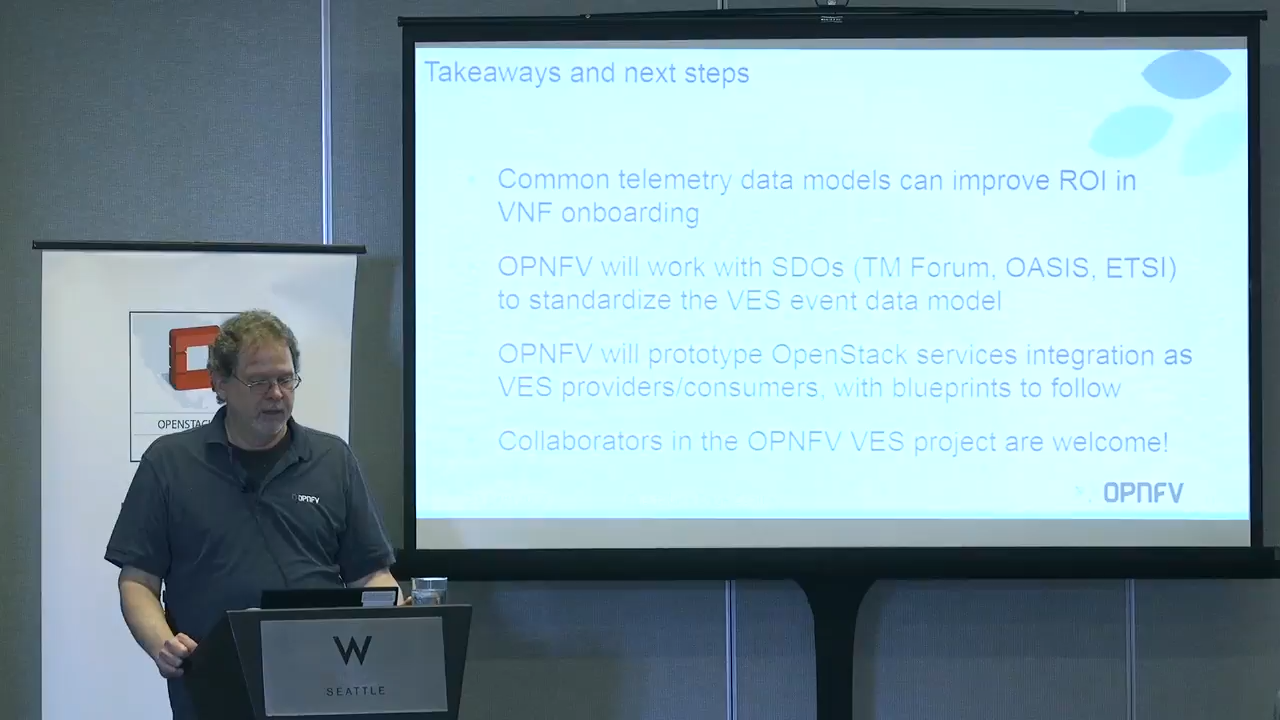 Takeaways and next steps
Common telemetry data models can improve ROI in
VNF onboarding
OPNFV will work with SDOs (TM Forum, OASIS, ETSI)
to standardize the VES event data model
OPNFV will prototype OpenStack services integration as
VES providers/consumers, with blueprints to follow
Collaborators in the OPNFV VES project are welcome!
OPNFV
OPENSTAC
OPNFV
W
SEATTLE